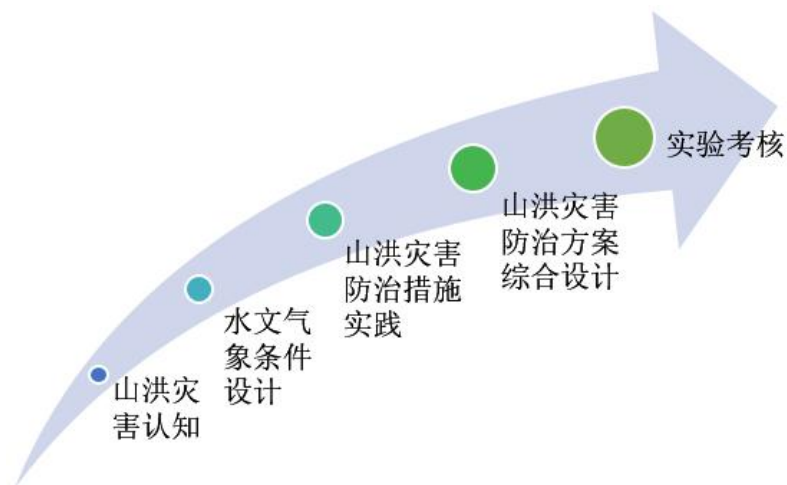 山洪灾
害认知
水文气
象条件
设计
山洪灾害
防治措施
实践
山洪灾害
防治方案
综合设计
实验考核